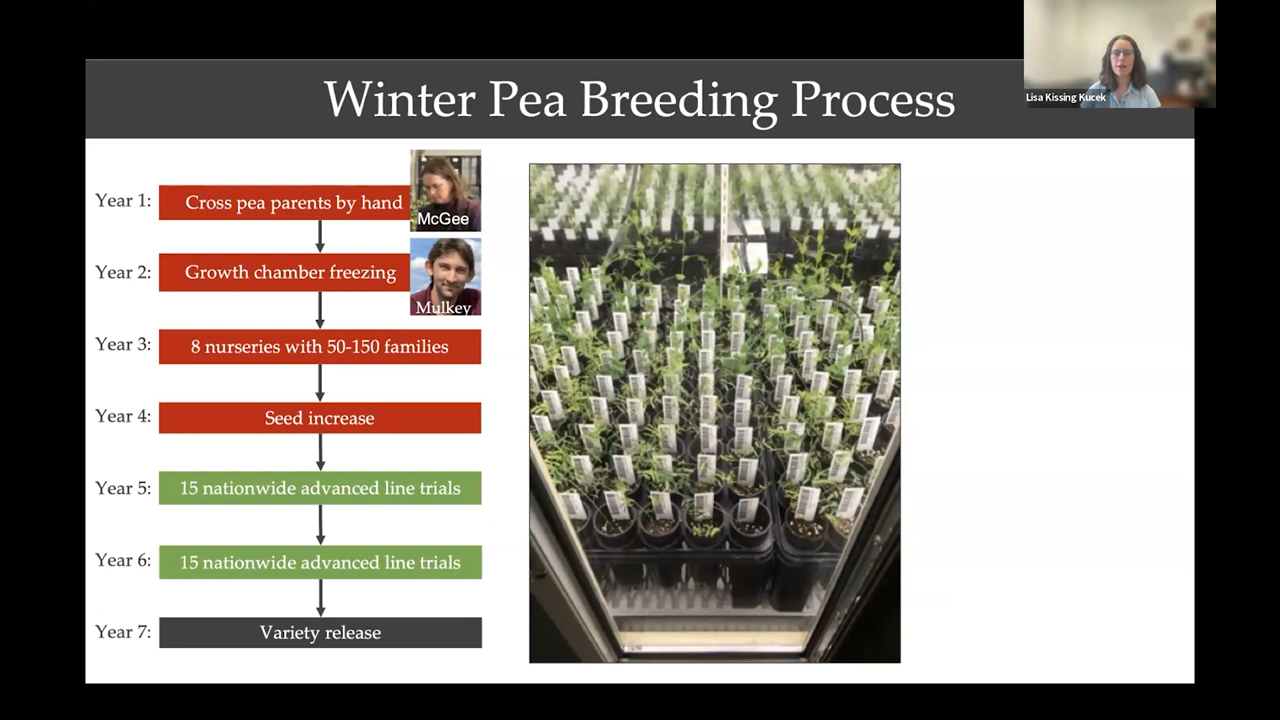 Winter Pea Breeding Process
Lisa Kissing Kucek
Year 1:
Cross pea parents by hand
McGee
Year 2:
Growth chamber freezing
Mulkey
Year 3:
8 nurseries with 50-150 families
Year 4:
Seed increase
Year 5:
15 nationwide advanced line trials
Year 6:
15 nationwide advanced line trials
Year 7:
Variety release